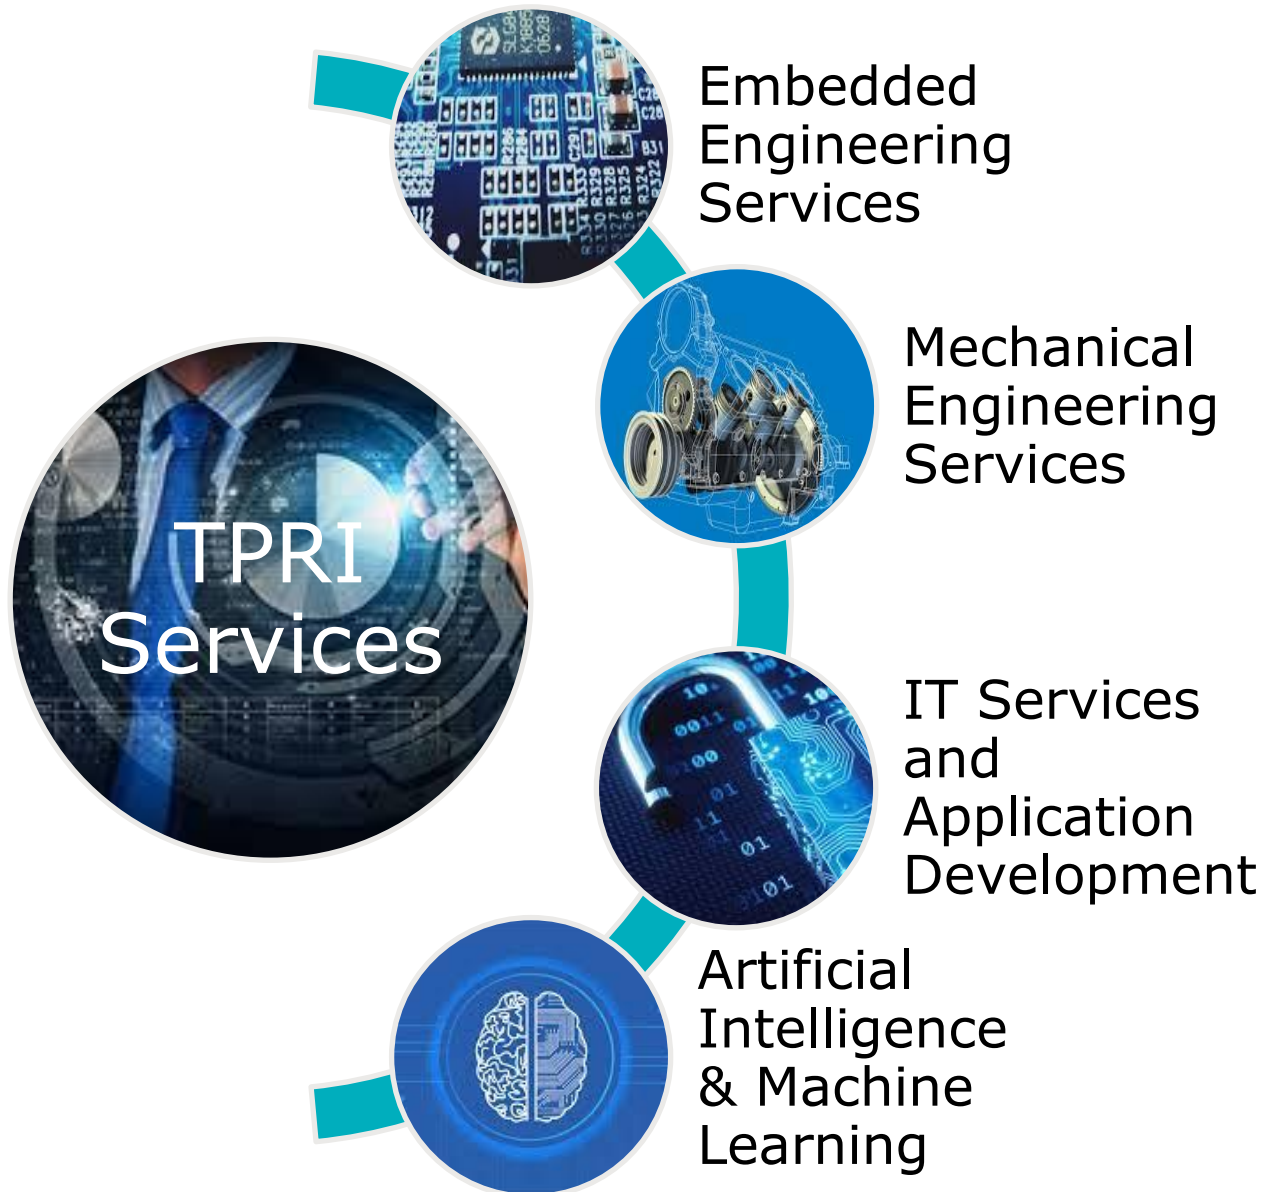 TPRI
Services
Embedded
Engineering
Services
Mechanical
Engineering
Services
IT Services
and
Application
Development
Artificial
Intelligence
& Machine
Learning